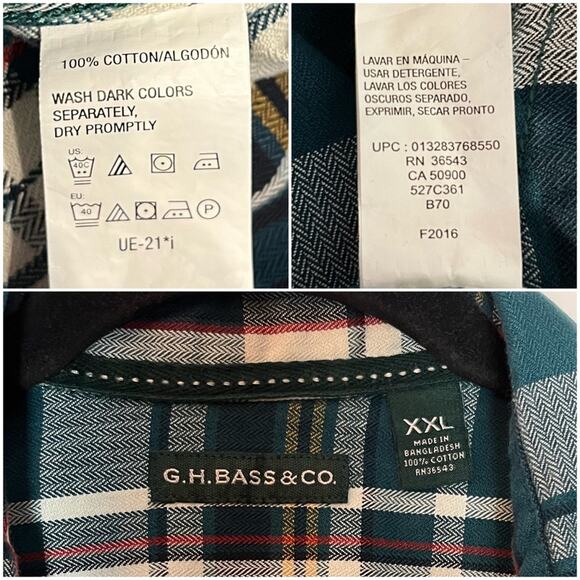 100% COTTON/ALGODÓN
WASH DARK COLORS
SEPARATELY,
DRY PROMPTLY
US:
40C
EU:
40
P
UE-21*i
LAVAR EN MÁQUINA -
USAR DETERGENTE,
LAVAR LOS COLORES
OSCUROS SEPARADO,
EXPRIMIR, SECAR PRONTO
UPC : 013283768550
RN 36543
CA 50900
527C361
B70
F2016
G.H.BASS&CO.
XXL
MADE IN
BANGLADESH
100% COTTON
RN36543